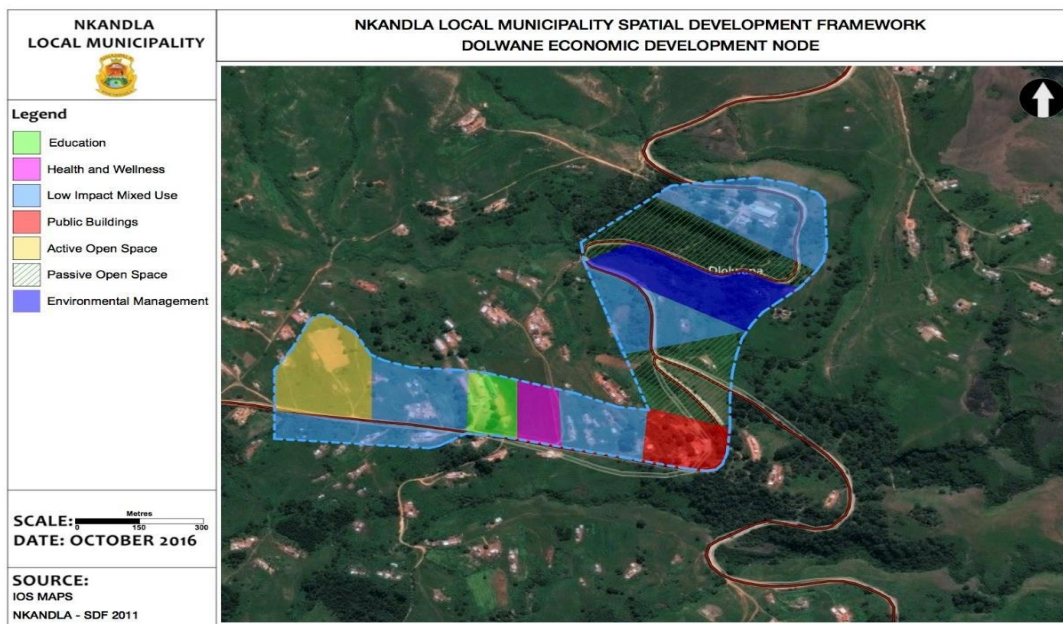 NKANDLA
LOCAL MUNICIPALITY
NKANDLA LOCAL MUNICIPALITY SPATIAL DEVELOPMENT FRAMEWORK
DOLWANE ECONOMIC DEVELOPMENT NODE
Legend
Education
Health and Wellness
Low Impact Mixed Use
Public Buildings
Active Open Space
Passive Open Space
Environmental Management
SCALE:
Metres
0 150 300
DATE: OCTOBER 2016
SOURCE:
IOS MAPS
NKANDLA - SDF 2011